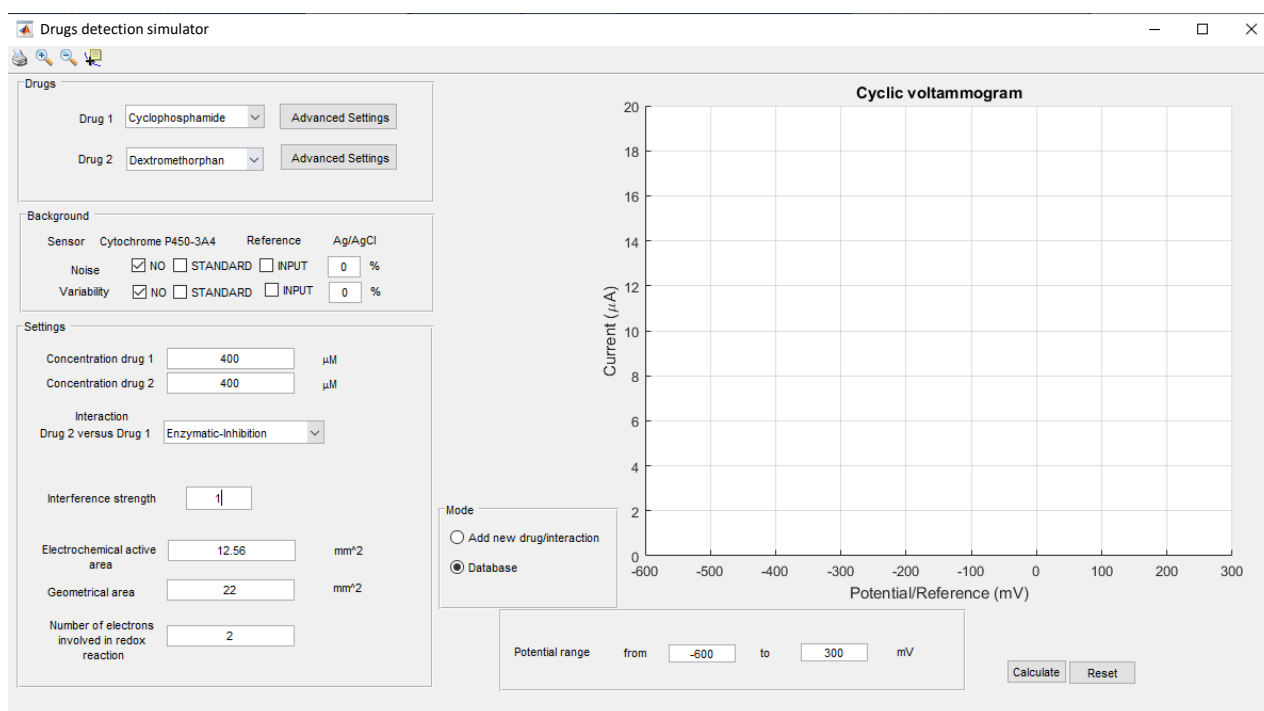 Drugs detection simulator
Drugs
Drug 1 Cyclophosphamide Advanced Settings
Drug 2 Dextromethorphan Advanced Settings
Background
Sensor Cytochrome P450-3A4 Reference Ag/AgCl
Noise NO STANDARD INPUT 0 %
Variability NO STANDARD INPUT 0 %
Settings
Concentration drug 1 400 μM
Concentration drug 2 400 μM
Interaction
Drug 2 versus Drug 1 Enzymatic-Inhibition
Interference strength 1
Electrochemical active
area
12.56 mm^2
Geometrical area 22 mm^2
Number of electrons
involved in redox
reaction
2
Mode
Add new drug/interaction
Database
Cyclic voltammogram
20
18
16
14
12
10
8
6
4
2
0
Current (μA)
-600 -500 -400 -300 -200 -100 0 100 200 300
Potential/Reference (mV)
Potential range from -600 to 300 mV
Calculate Reset